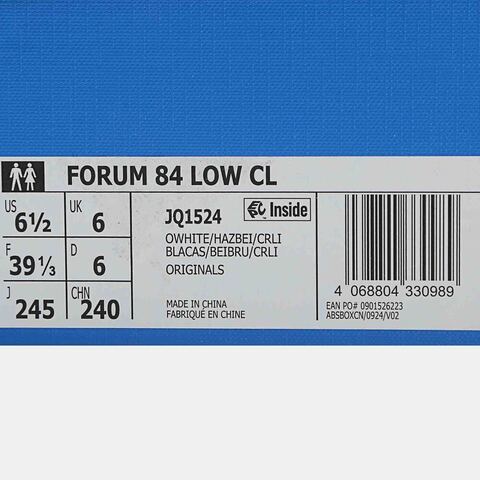 FORUM 84 LOW CL
US 6½ UK 6
F 39⅓ D 6
J 245 CHN 240
JQ1524 Inside
OWHITE/HAZBEI/CRLI
BLACAS/BEIBRU/CRLI
ORIGINALS
MADE IN CHINA
FABRIQUÉ EN CHINE
4 068804 330989
EAN PO# 0901526223
ABSBOXCN/0924/V02